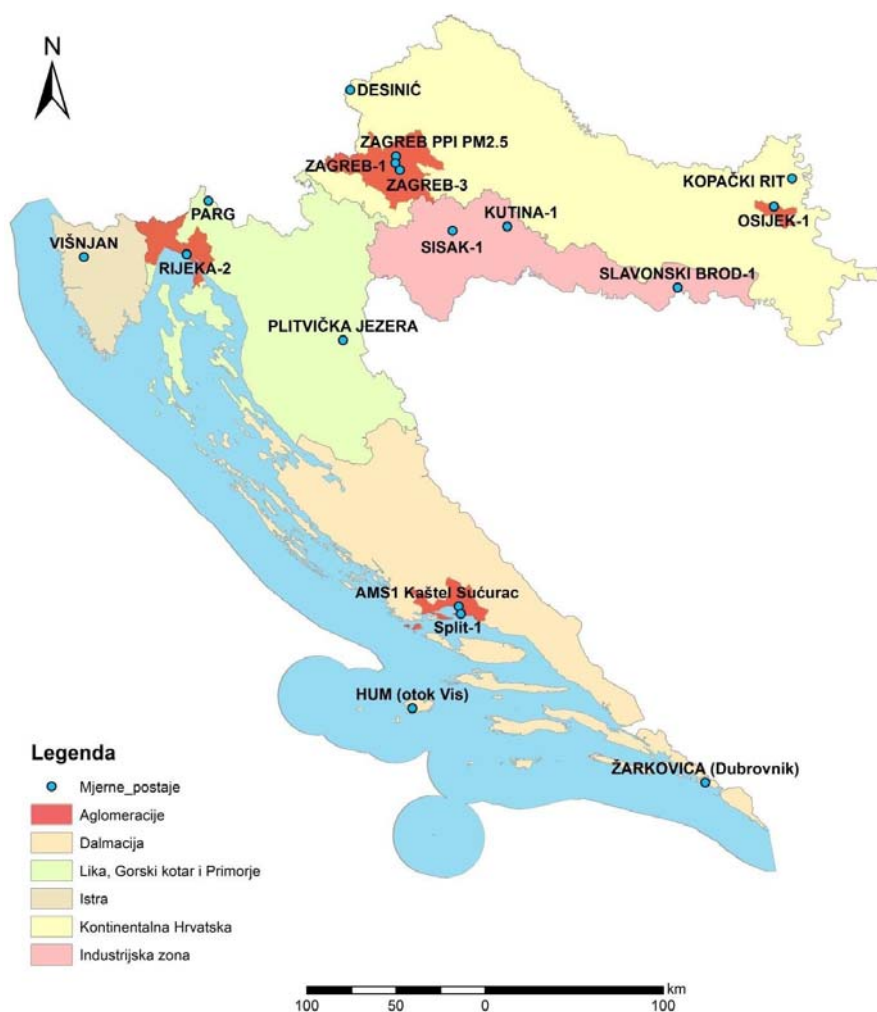 N
DESINIĆ
ZAGREB PPI PM2.5
ZAGREB-1
ZAGREB-3
KOPAČKI RIT
OSIJEK-1
PARG
KUTINA-1
SISAK-1
VIŠNJAN
RIJEKA-2
SLAVONSKI BROD-1
PLITVIČKA JEZERA
AMS1 Kaštel Sućurac
Split-1
HUM (otok Vis)
ŽARKOVICA (Dubrovnik)
Legenda
Mjerne_postaje
Aglomeracije
Dalmacija
Lika, Gorski kotar i Primorje
Istra
Kontinentalna Hrvatska
Industrijska zona
km
100 50 0 100